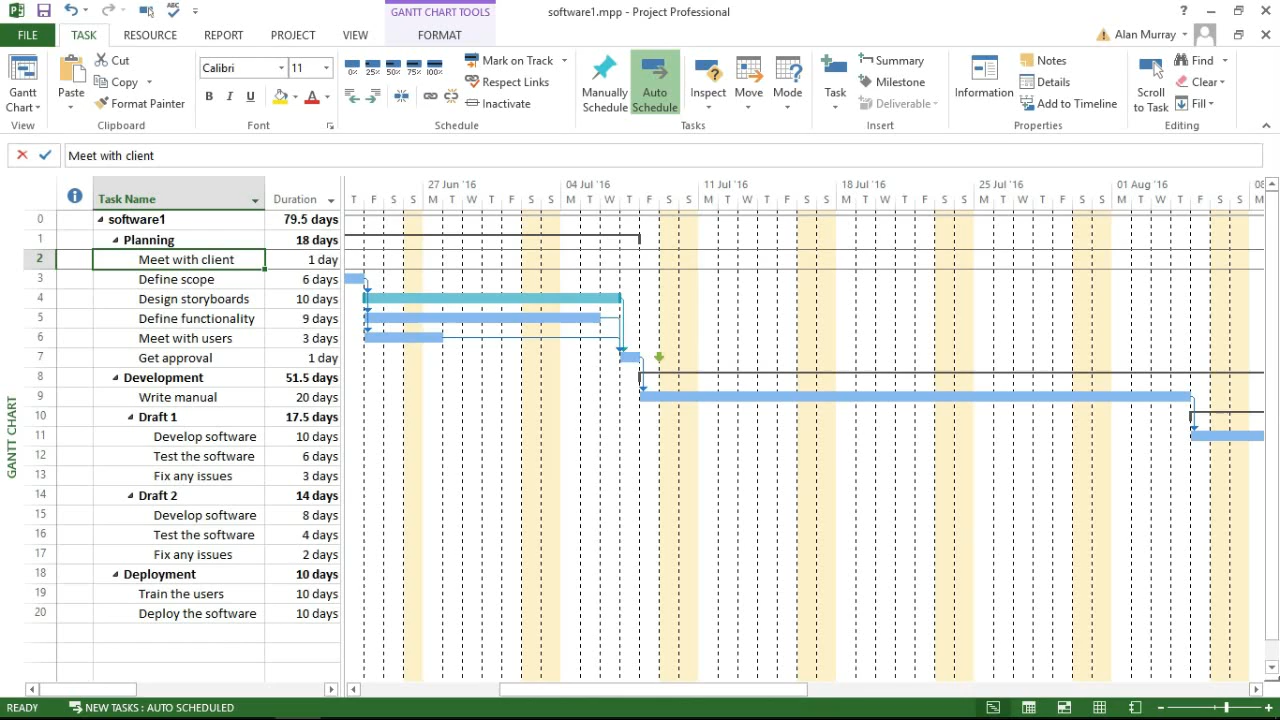 software1.mpp - Project Professional
GANTT CHART TOOLS
FILE TASK RESOURCE REPORT PROJECT VIEW FORMAT
Alan Murray
Gantt Chart
View
Paste
Cut
Copy
Format Painter
Clipboard
Calibri 11
B I U A
Font
0% 25% 50% 75% 100%
Mark on Track
Respect Links
Inactivate
Schedule
Manually Schedule
Auto Schedule
Inspect
Move
Mode
Tasks
Task
Summary
Milestone
Deliverable
Insert
Information
Notes
Details
Add to Timeline
Properties
Scroll to Task
Find
Clear
Fill
Editing
Meet with client
Task Name Duration
27 Jun '16 04 Jul '16 11 Jul '16 18 Jul '16 25 Jul '16 01 Aug '16 08
T F S S M T W T F S S M T W T F S S M T W T F S S M T W T F S S M T W T F S S M T W T F S S M
0 software1 79.5 days
1 Planning 18 days
2 Meet with client 1 day
3 Define scope 6 days
4 Design storyboards 10 days
5 Define functionality 9 days
6 Meet with users 3 days
7 Get approval 1 day
8 Development 51.5 days
9 Write manual 20 days
10 Draft 1 17.5 days
11 Develop software 10 days
12 Test the software 6 days
13 Fix any issues 3 days
14 Draft 2 14 days
15 Develop software 8 days
16 Test the software 4 days
17 Fix any issues 2 days
18 Deployment 10 days
19 Train the users 10 days
20 Deploy the software 10 days
GANTT CHART
READY NEW TASKS : AUTO SCHEDULED